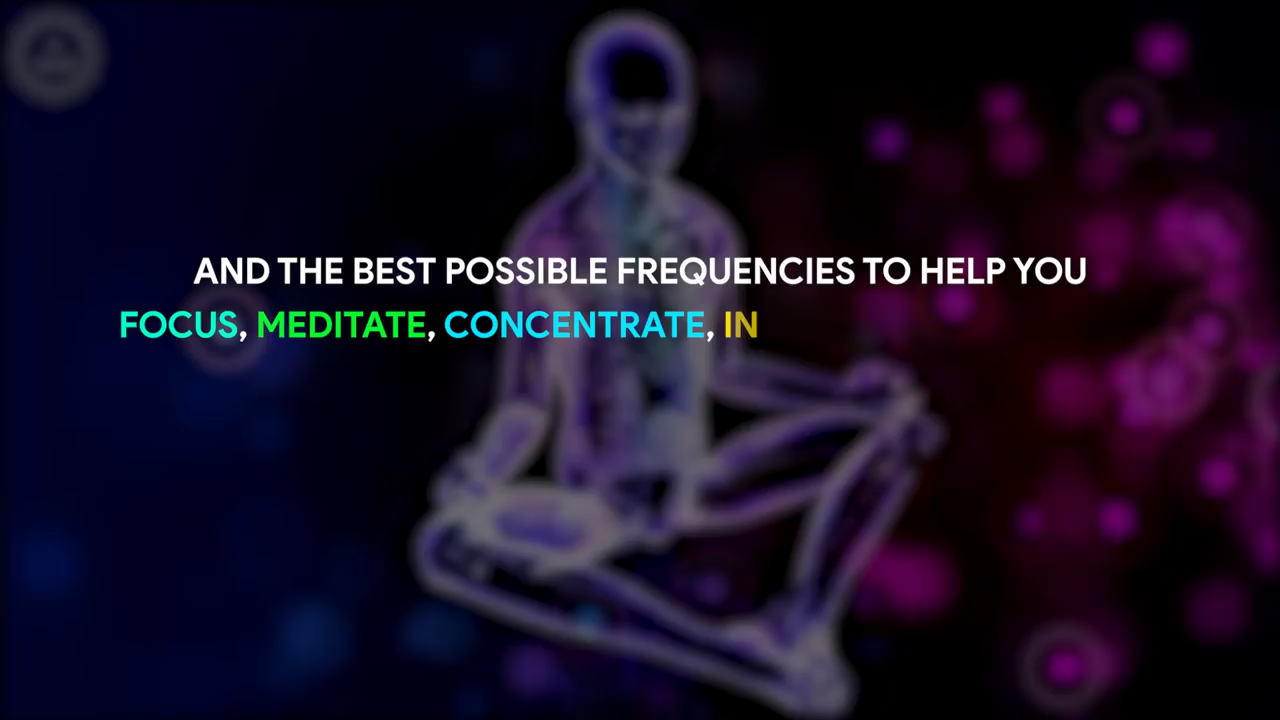 AND THE BEST POSSIBLE FREQUENCIES TO HELP YOU
FOCUS, MEDITATE, CONCENTRATE, IN